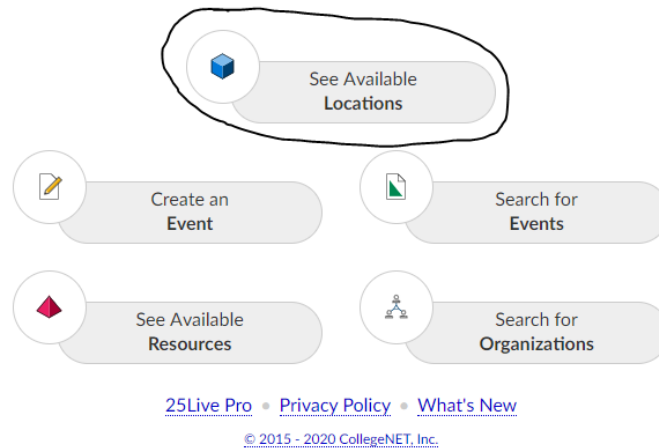 See Available
Locations
Create an
Event
Search for
Events
See Available
Resources
Search for
Organizations
25Live Pro • Privacy Policy • What's New
© 2015 - 2020 CollegeNET, Inc.